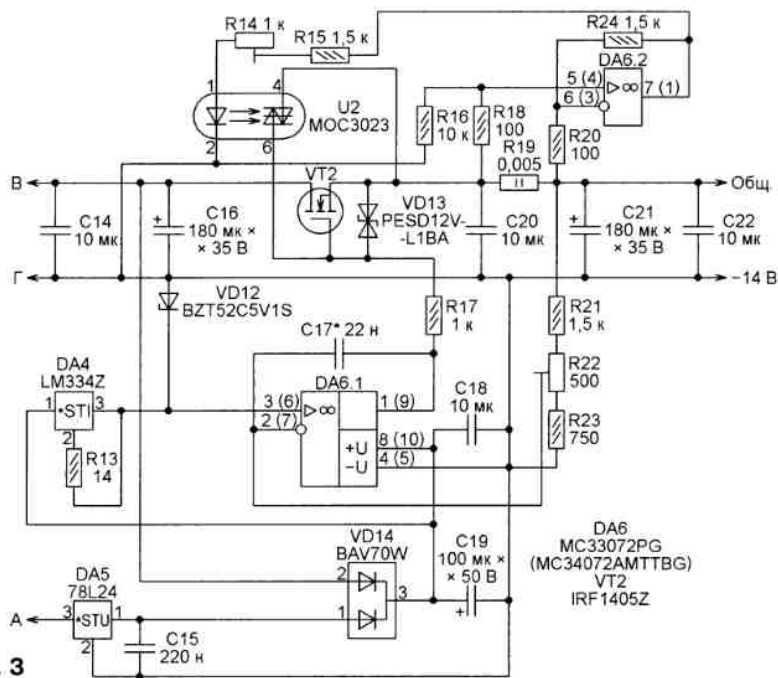 R14 1 к
R15 1,5 к
R24 1,5 к
DA6.2
1
4
U2
MOC3023
2
6
5 (4)
6 (3)
▷∞
7 (1)
R16
10 к
R18
100
R19
0,005
R20
100
VT2
В
Общ.
C14
10 мк
+
C16
180 мк ×
× 35 В
VD13
PESD12V-
-L1BA
C20
10 мк
+
C21
180 мк ×
× 35 В
C22
10 мк
Г
–14 В
VD12
BZT52C5V1S
R17
1 к
R21
1,5 к
C17* 22 н
DA4
LM334Z
DA6.1
C18
10 мк
R22
500
1
*STI
3
2
3 (6)
2 (7)
▷∞
1 (9)
+U
8 (10)
–U
4 (5)
R23
750
R13
14
VD14
BAV70W
C19
100 мк ×
× 50 В
+
DA6
MC33072PG
(MC34072AMTTBG)
VT2
IRF1405Z
DA5
78L24
А
3
*STU
1
2
2
1
3
C15
220 н
. 3